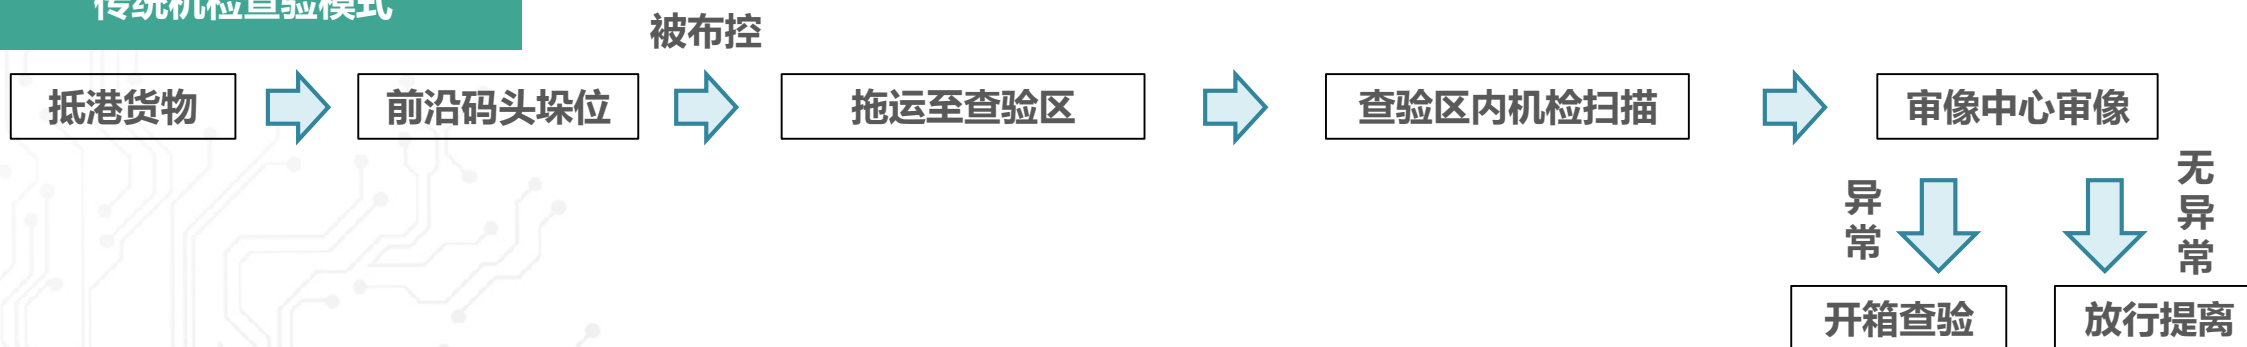 传统机检查验模式
被布控
抵港货物
前沿码头垛位
拖运至查验区
查验区内机检扫描
审像中心审像
异常
无异常
开箱查验
放行提离